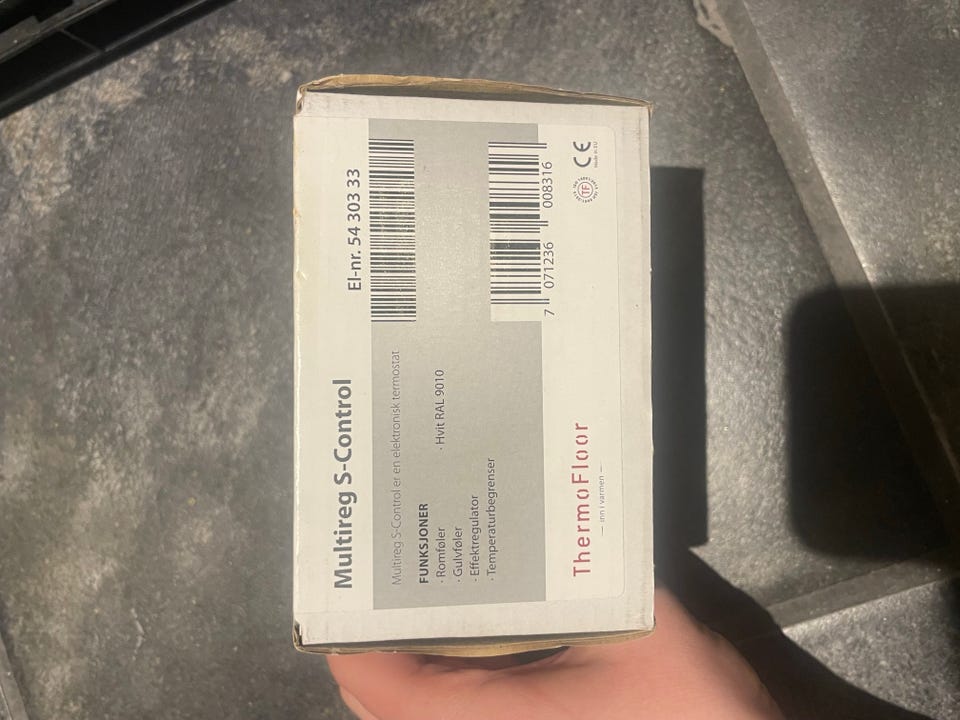 Multireg S-Control
El-nr. 54 303 33
Multireg S-Control er en elektronisk termostat
FUNKSJONER
· Romføler
· Gulvføler
· Effektregulator
· Temperaturbegrenser
· Hvit RAL 9010
7 071236 008316
ThermoFloor
— inn i varmen —
TF
CE
Made in EU